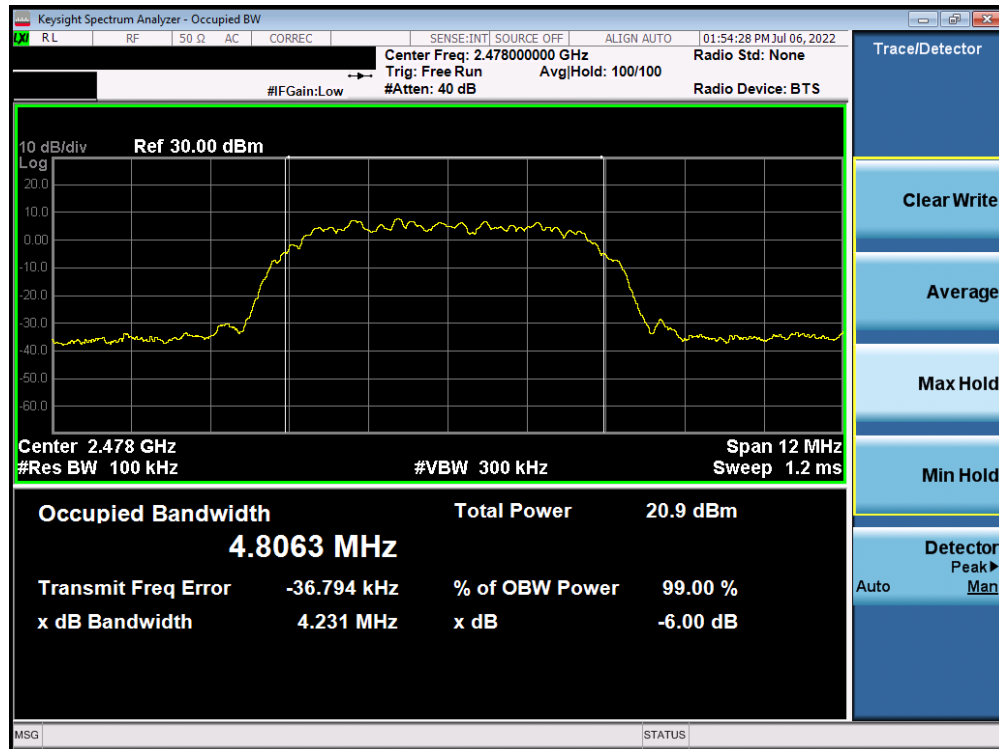 Keysight Spectrum Analyzer - Occupied BW
LXI RL RF 50 Ω AC CORREC SENSE:INT SOURCE OFF ALIGN AUTO 01:54:28 PM Jul 06, 2022
Center Freq: 2.478000000 GHz Radio Std: None
Trig: Free Run Avg|Hold: 100/100
#IFGain:Low #Atten: 40 dB Radio Device: BTS
10 dB/div Ref 30.00 dBm
Log
20.0
10.0
0.00
-10.0
-20.0
-30.0
-40.0
-50.0
-60.0
Center 2.478 GHz Span 12 MHz
#Res BW 100 kHz #VBW 300 kHz Sweep 1.2 ms
Occupied Bandwidth Total Power 20.9 dBm
4.8063 MHz
Transmit Freq Error -36.794 kHz % of OBW Power 99.00 %
x dB Bandwidth 4.231 MHz x dB -6.00 dB
MSG STATUS
Trace/Detector
Clear Write
Average
Max Hold
Min Hold
Detector
Peak▶
Auto Man